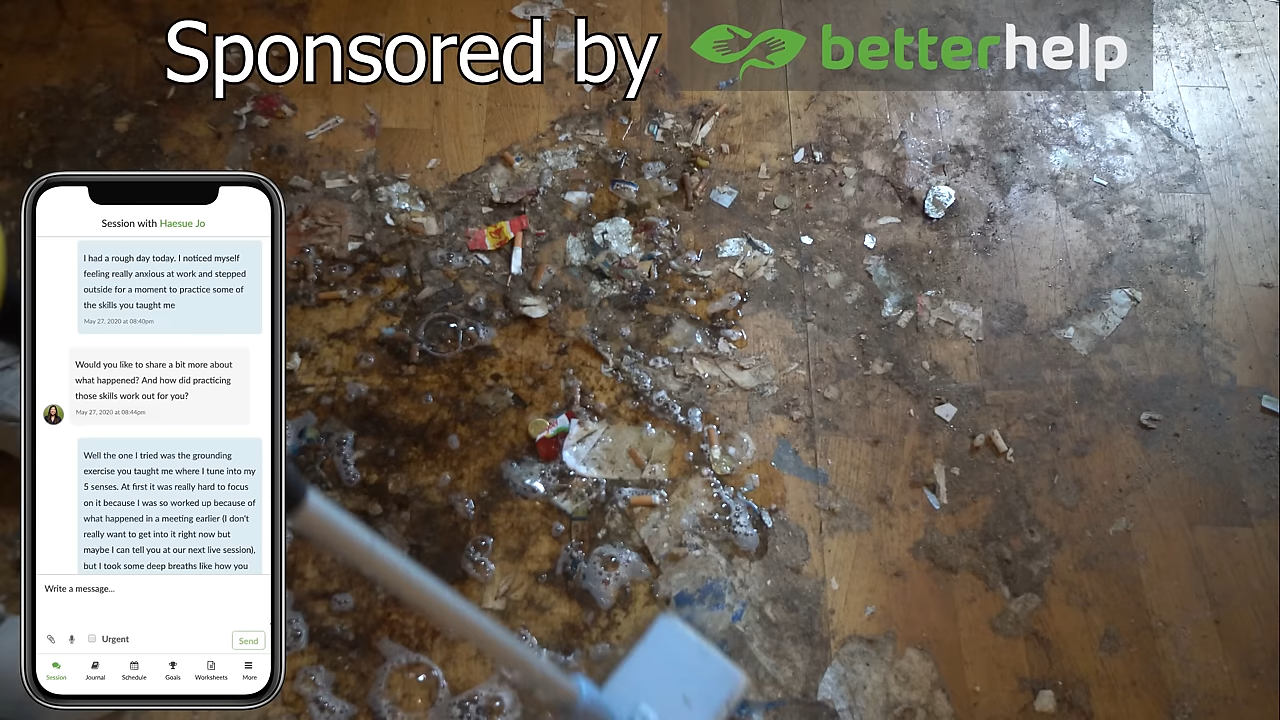 Sponsored by betterhelp
Session with Haesue Jo
I had a rough day today. I noticed myself
feeling really anxious at work and stepped
outside for a moment to practice some of
the skills you taught me
May 27, 2020 at 08:40pm
Would you like to share a bit more about
what happened? And how did practicing
those skills work out for you?
May 27, 2020 at 08:44pm
Well the one I tried was the grounding
exercise you taught me where I tune into my
5 senses. At first it was really hard to focus
on it because I was so worked up because of
what happened in a meeting earlier (I don't
really want to get into it right now but
maybe I can tell you at our next live session),
but I took some deep breaths like how you
Write a message...
Urgent
Send
Session Journal Schedule Goals Worksheets More